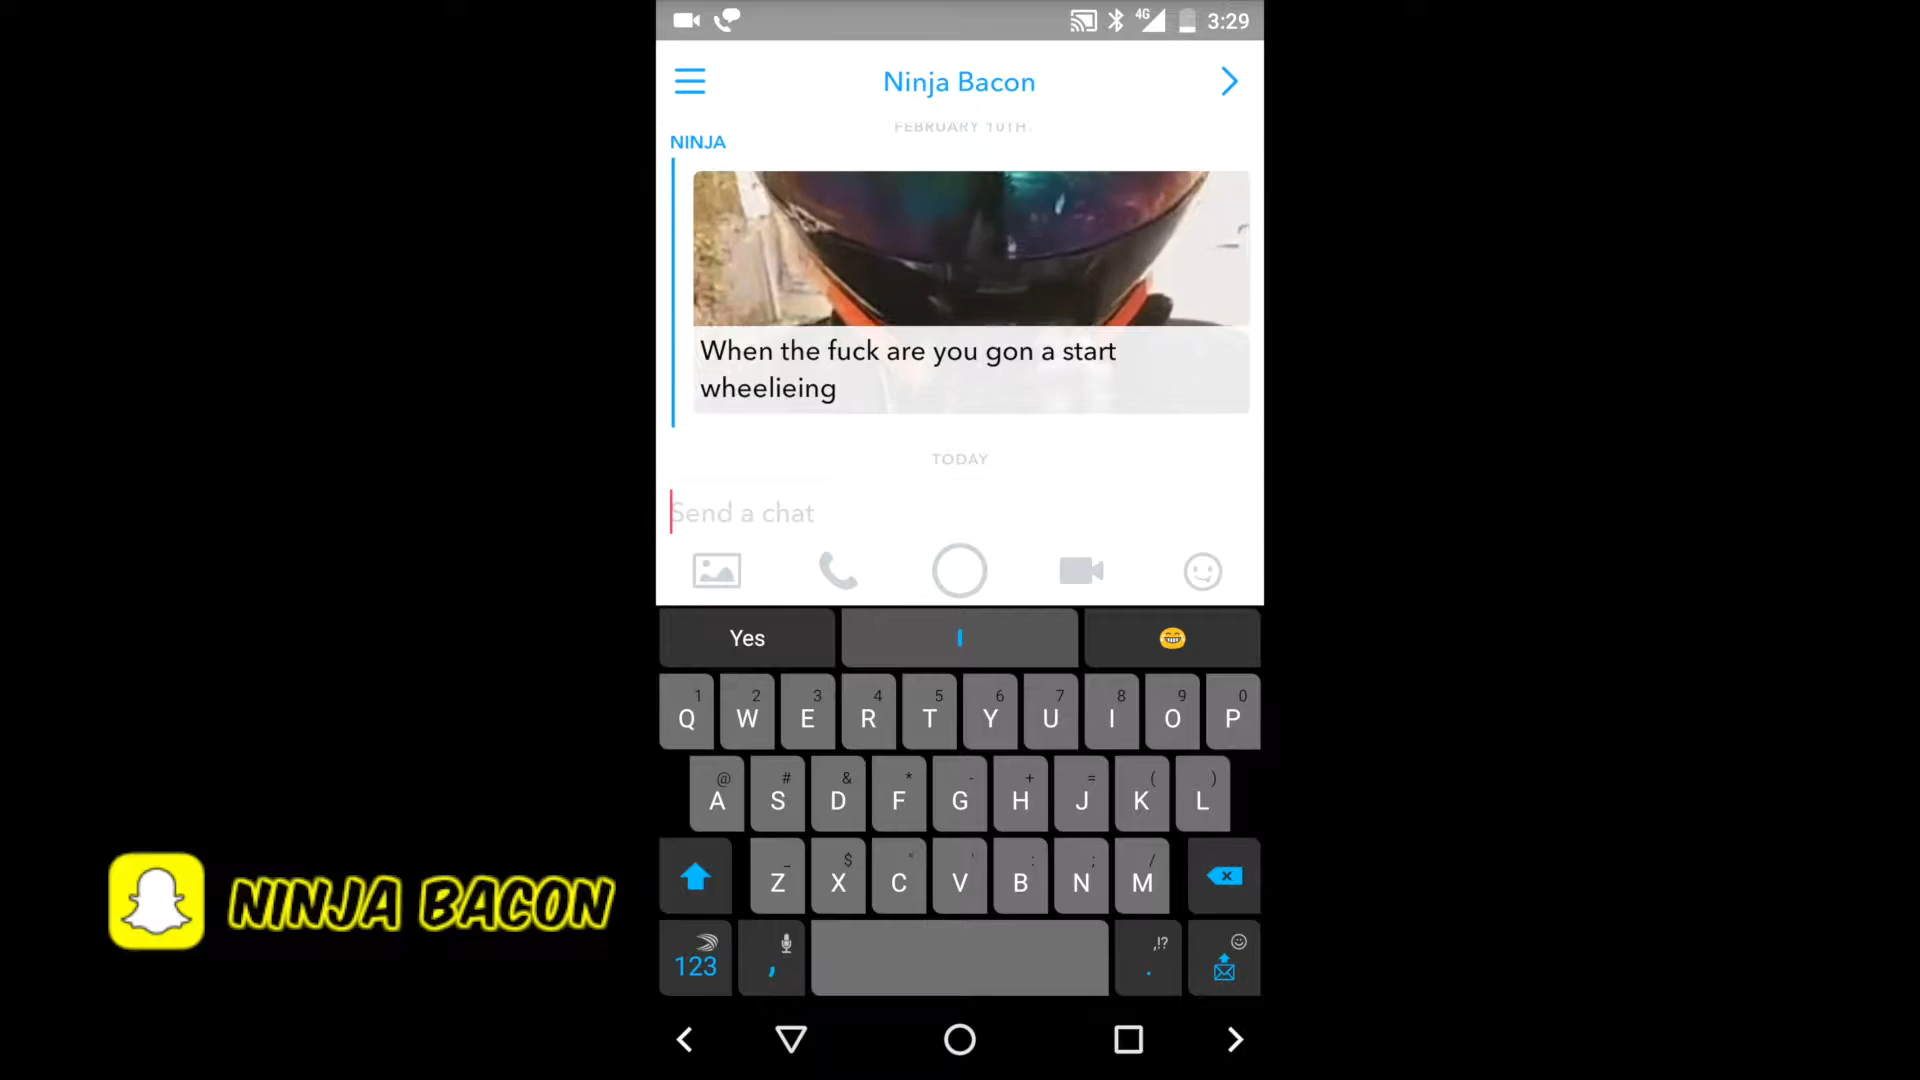 4G 3:29
Ninja Bacon
FEBRUARY 10TH
NINJA
When the fuck are you gon a start
wheelieing
TODAY
Send a chat
Yes I
1 2 3 4 5 6 7 8 9 0
Q W E R T Y U I O P
@ # & * - + = ( )
A S D F G H J K L
_ $ " ' : ; /
Z X C V B N M
NINJA BACON
,!?
123 , .